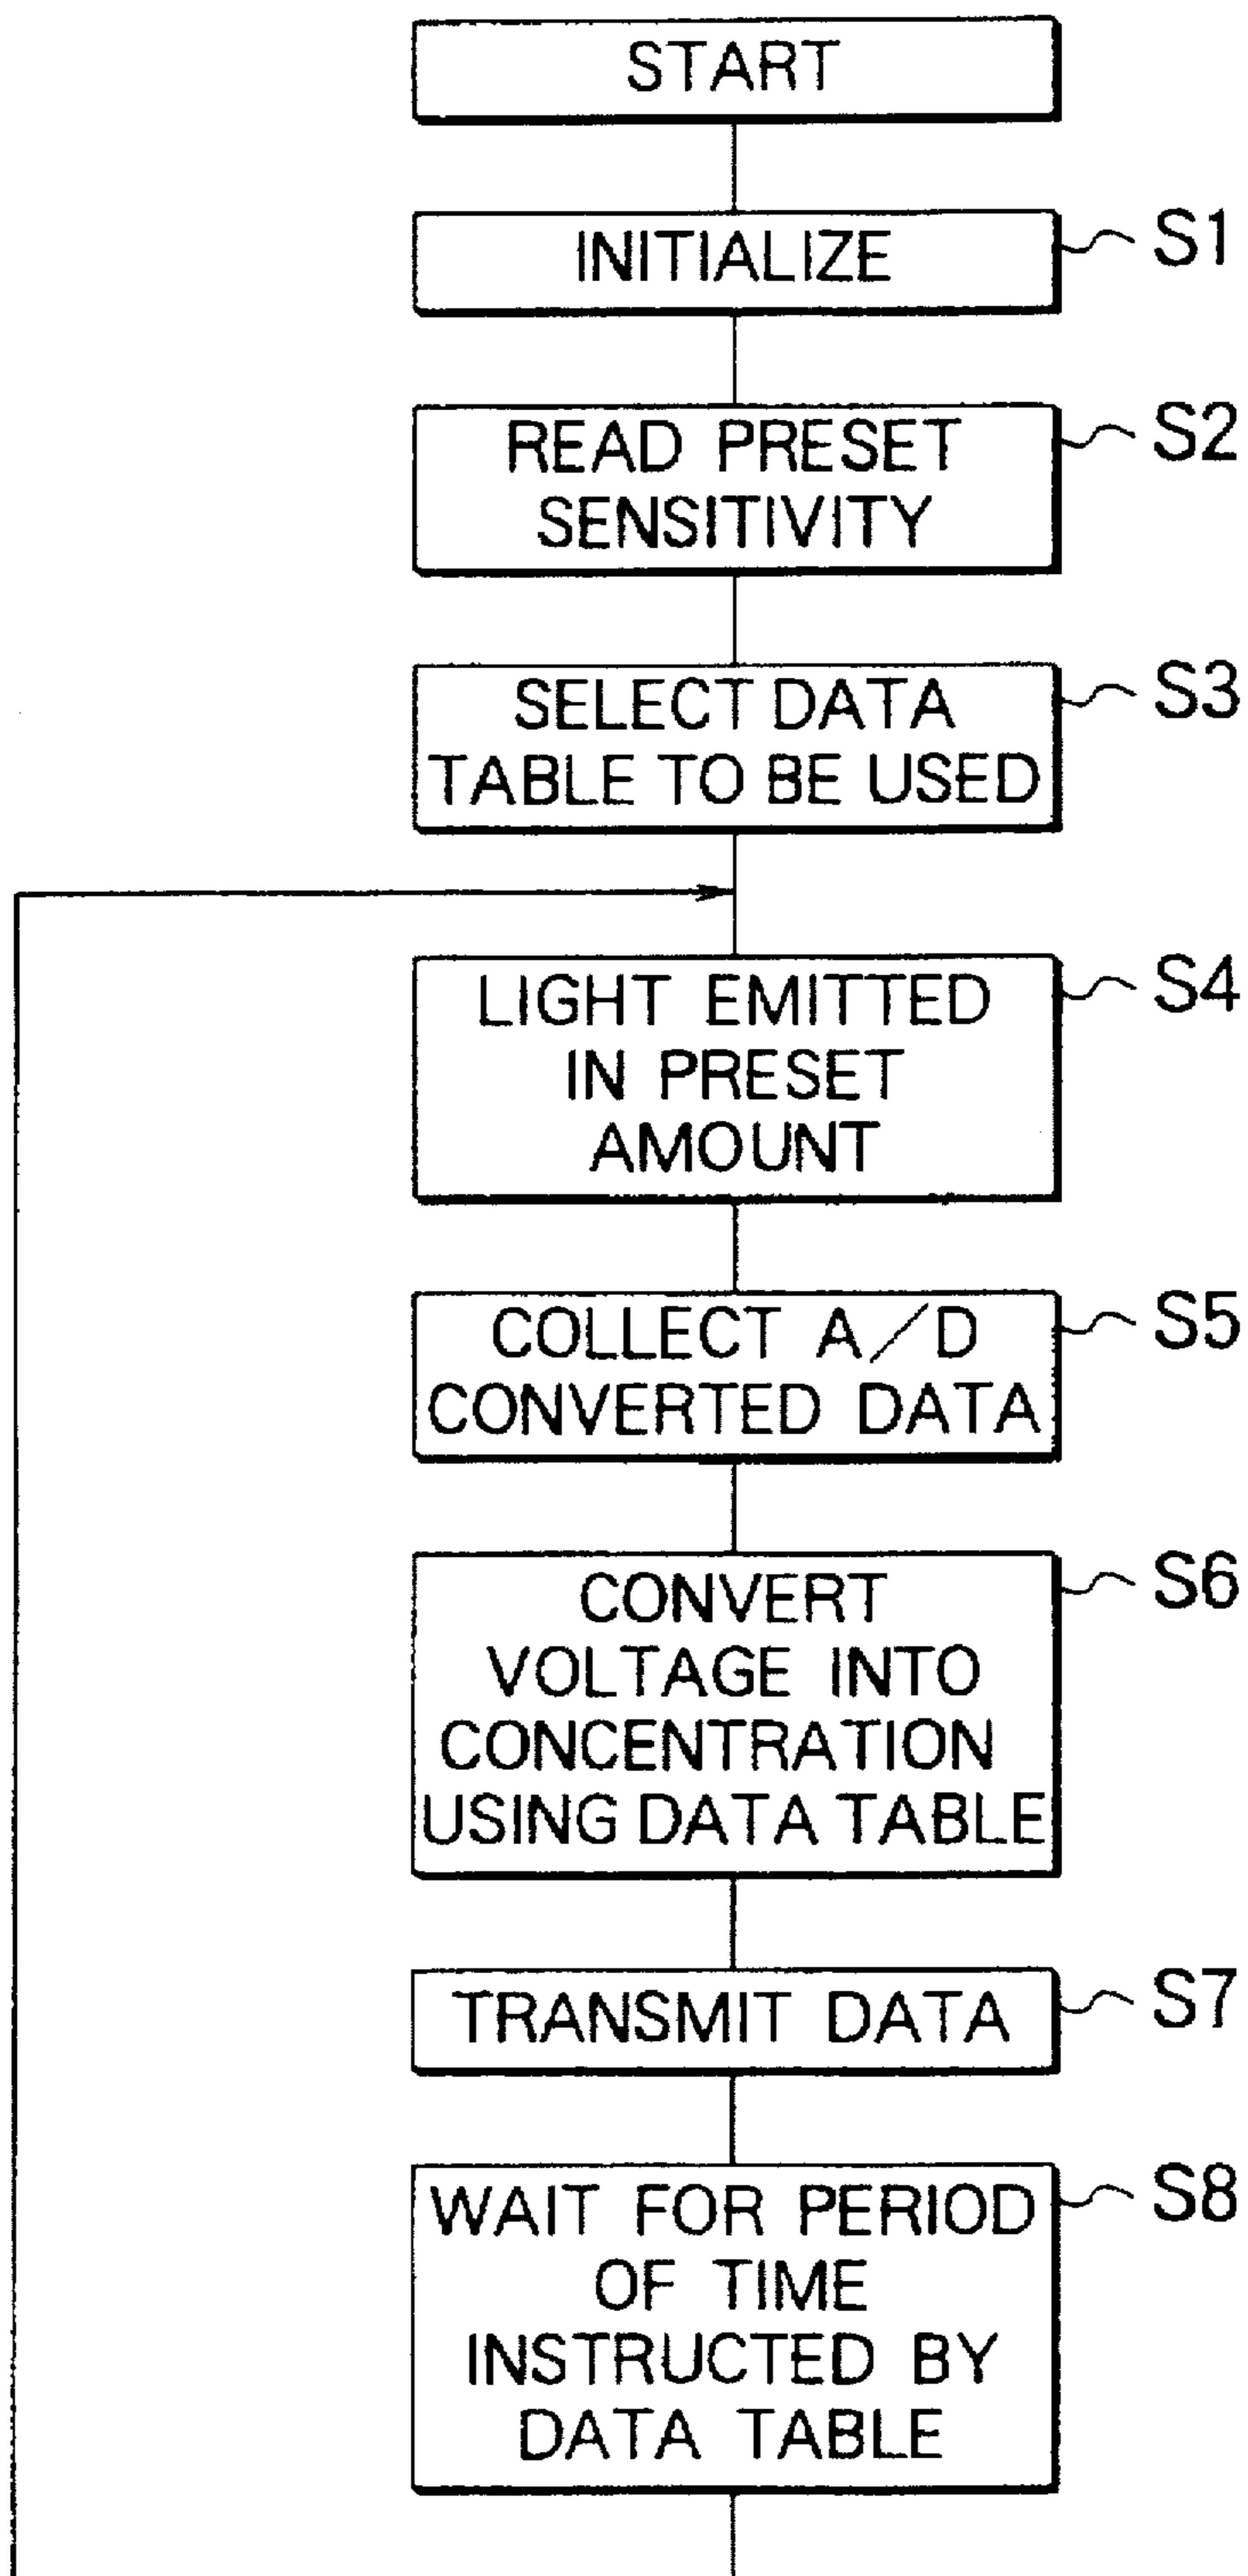 START
INITIALIZE
S1
READ PRESET
SENSITIVITY
S2
SELECT DATA
TABLE TO BE USED
S3
LIGHT EMITTED
IN PRESET
AMOUNT
S4
COLLECT A/D
CONVERTED DATA
S5
CONVERT
VOLTAGE INTO
CONCENTRATION
USING DATA TABLE
S6
TRANSMIT DATA
S7
WAIT FOR PERIOD
OF TIME
INSTRUCTED BY
DATA TABLE
S8